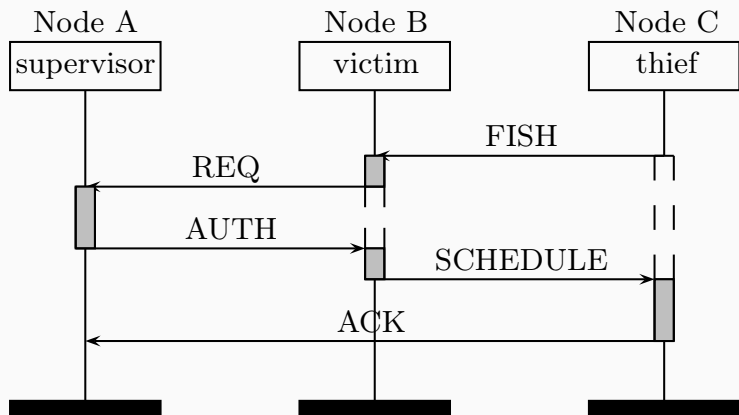 Node A Node B Node C
supervisor victim thief
FISH
REQ
AUTH
SCHEDULE
ACK